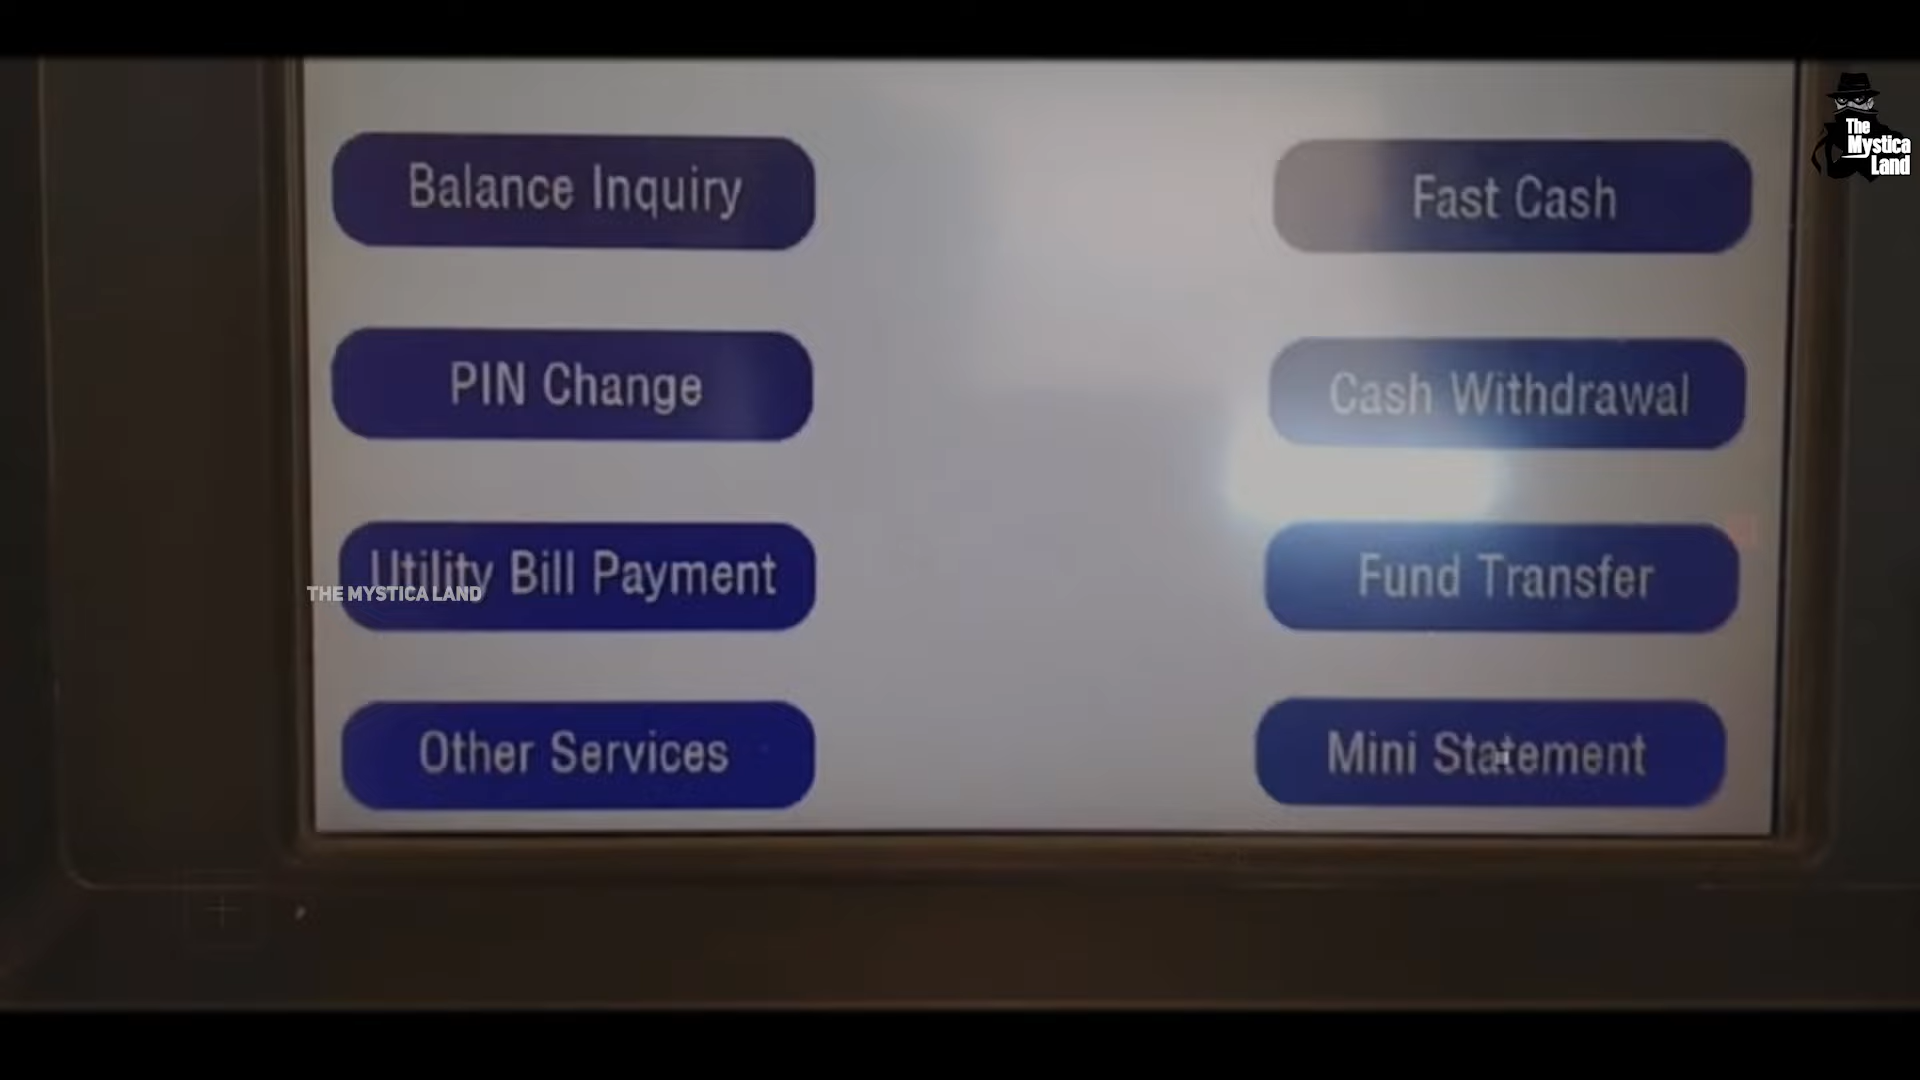 Balance Inquiry
Fast Cash
PIN Change
Cash Withdrawal
Utility Bill Payment
Fund Transfer
Other Services
Mini Statement
THE MYSTICA LAND
The
Mystica
Land